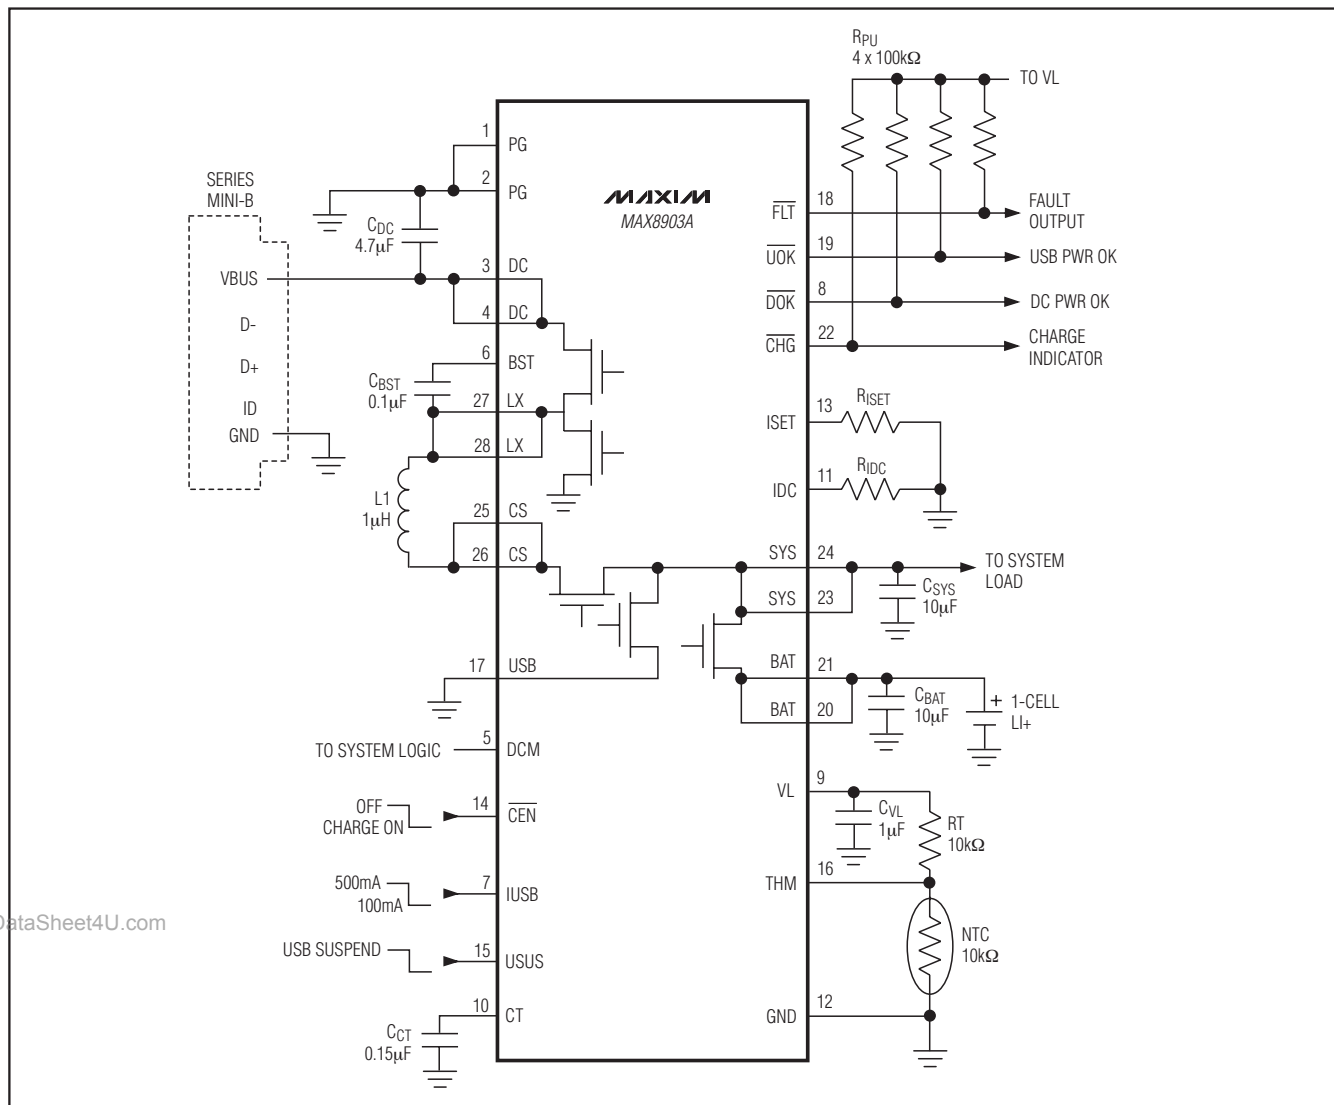 RPU
4 x 100kΩ
TO VL
1
PG
2
PG
MAXIM
MAX8903A
SERIES
MINI-B
CDC
4.7µF
VBUS
D-
D+
ID
GND
3
DC
4
DC
6
BST
CBST
0.1µF
27
LX
28
LX
L1
1µH
25
CS
26
CS
17
USB
TO SYSTEM LOGIC
5
DCM
OFF
CHARGE ON
14
CEN
500mA
100mA
7
IUSB
USB SUSPEND
15
USUS
10
CT
CCT
0.15µF
FLT
18
FAULT
OUTPUT
UOK
19
USB PWR OK
DOK
8
DC PWR OK
CHG
22
CHARGE
INDICATOR
ISET
13
RISET
IDC
11
RIDC
SYS
24
TO SYSTEM
LOAD
SYS
23
CSYS
10µF
BAT
21
BAT
20
CBAT
10µF
+
1-CELL
LI+
VL
9
CVL
1µF
RT
10kΩ
THM
16
NTC
10kΩ
GND
12
DataSheet4U.com